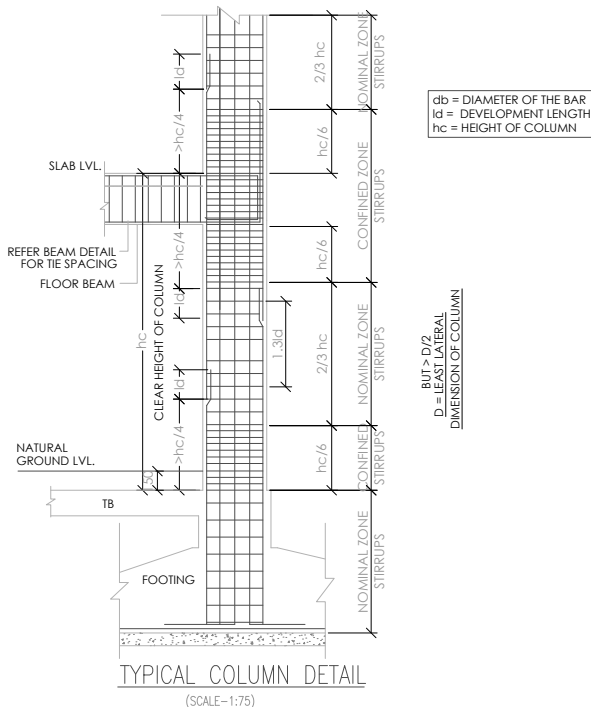 NOMINAL ZONE
STIRRUPS
2/3 hc
ld
>hc/4
hc/6
CONFINED ZONE
STIRRUPS
db = DIAMETER OF THE BAR
ld = DEVELOPMENT LENGTH
hc = HEIGHT OF COLUMN
SLAB LVL.
REFER BEAM DETAIL
FOR TIE SPACING
FLOOR BEAM
>hc/4
hc/6
ld
hc
CLEAR HEIGHT OF COLUMN
1.3ld
2/3 hc
NOMINAL ZONE
STIRRUPS
BUT > D/2
D = LEAST LATERAL
DIMENSION OF COLUMN
ld
>hc/4
hc/6
CONFINED
STIRRUPS
NATURAL
GROUND LVL.
TB
NOMINAL ZONE
STIRRUPS
FOOTING
TYPICAL COLUMN DETAIL
(SCALE-1:75)